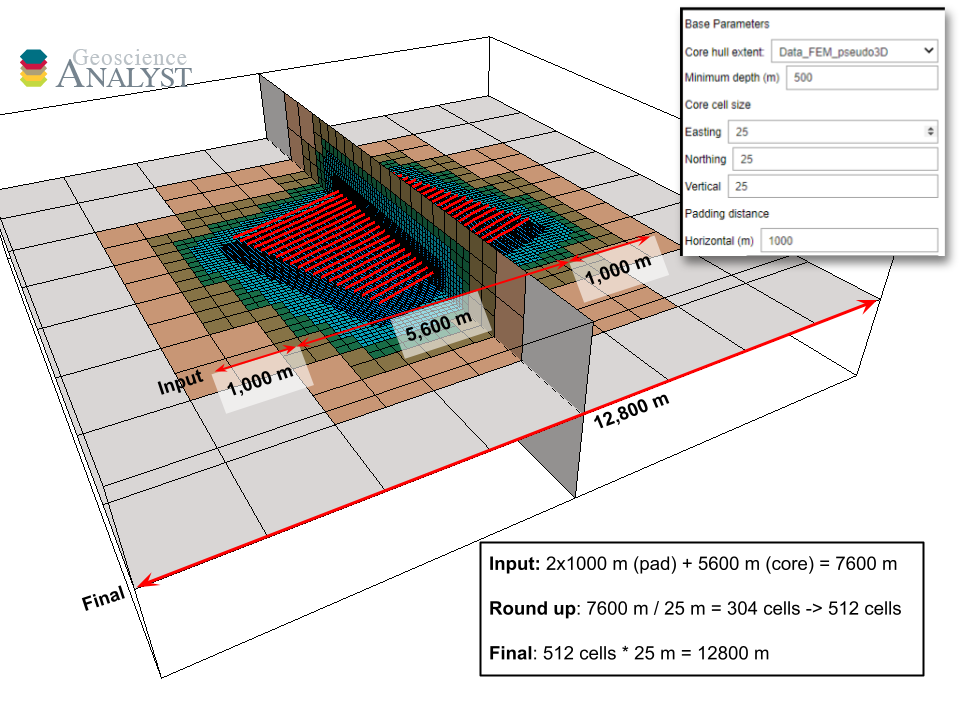 Geoscience
ANALYST
Base Parameters
Core hull extent: Data_FEM_pseudo3D
Minimum depth (m) 500
Core cell size
Easting 25
Northing 25
Vertical 25
Padding distance
Horizontal (m) 1000
1,000 m
5,600 m
Input 1,000 m
12,800 m
Final
Input: 2x1000 m (pad) + 5600 m (core) = 7600 m
Round up: 7600 m / 25 m = 304 cells -> 512 cells
Final: 512 cells * 25 m = 12800 m